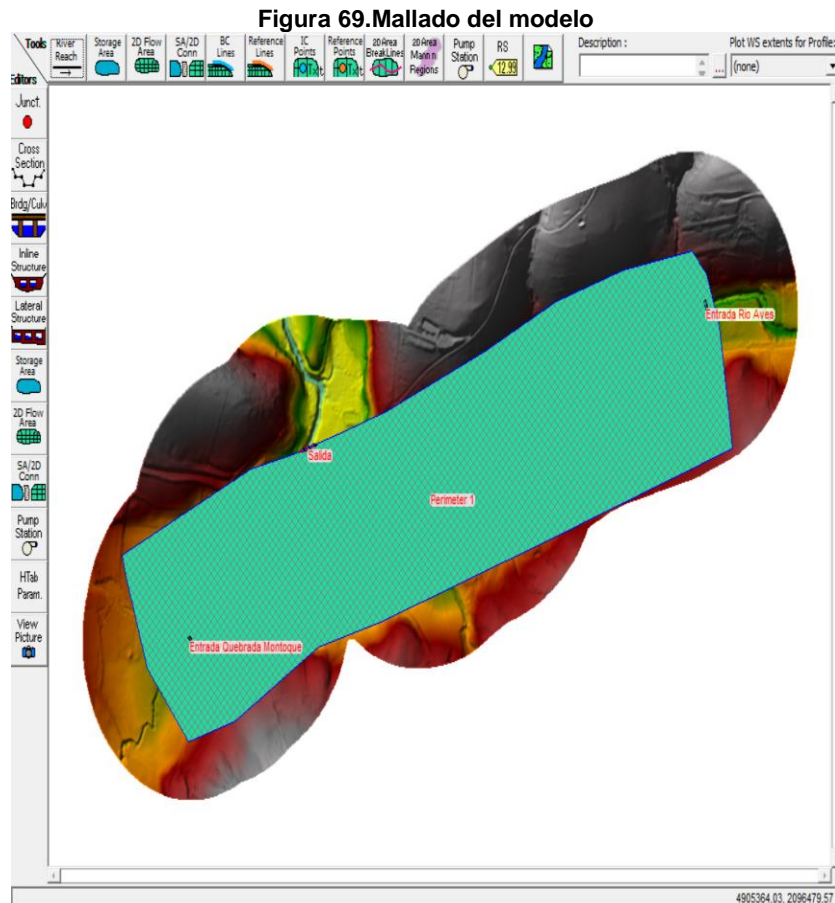 Figura 69.Mallado del modelo
Tools
Editors
River
Reach
Storage
Area
2D Flow
Area
SA/2D
Conn
BC
Lines
Reference
Lines
IC
Points
Reference
Points
2D Area
BreakLines
2D Area
Mann n
Regions
Pump
Station
RS
12.99
Description :
...
Plot WS extents for Profile:
(none)
Junct.
Cross
Section
Brdg/Culv
Inline
Structure
Lateral
Structure
Storage
Area
2D Flow
Area
SA/2D
Conn
Pump
Station
HTab
Param.
View
Picture
Entrada Rio Aves
Salida
Perimeter 1
Entrada Quebrada Montoque
4905364.03, 2096479.57